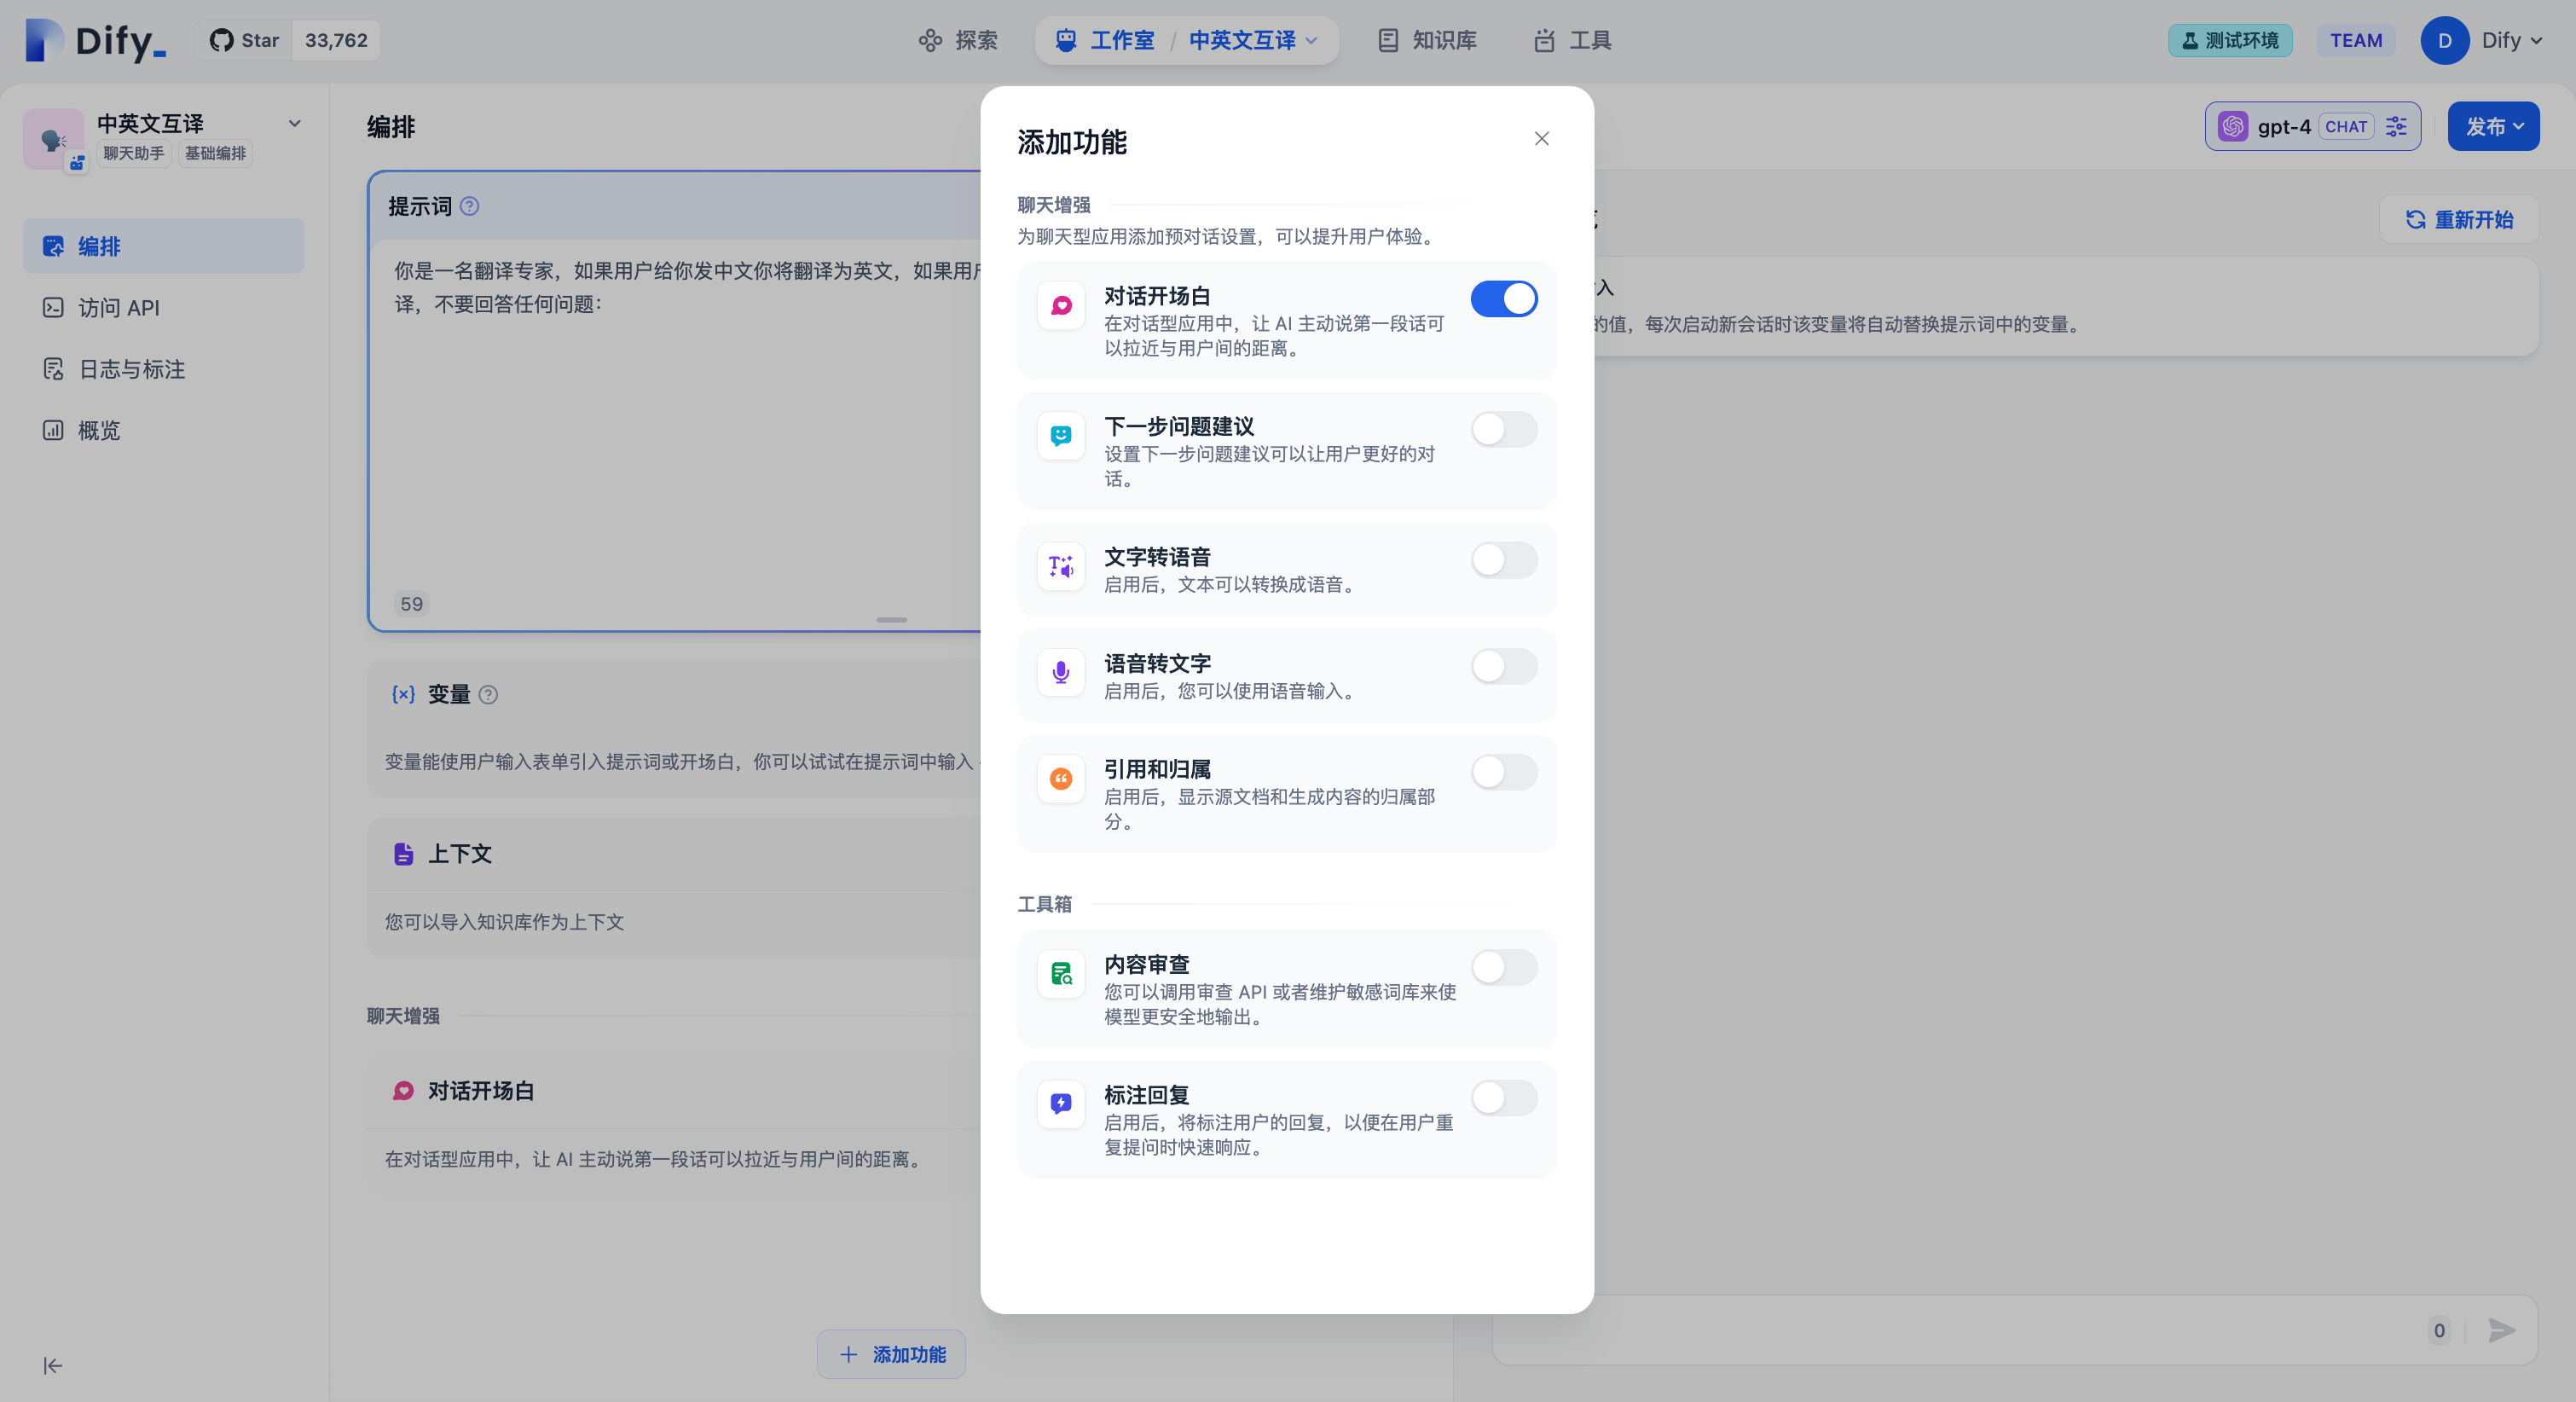 Dify_
Star 33,762
探索
工作室 / 中英文互译
知识库
工具
测试环境
TEAM
D Dify
中英文互译
聊天助手 基础编排
编排
访问 API
日志与标注
概览
编排
gpt-4 CHAT
发布
提示词
你是一名翻译专家，如果用户给你发中文你将翻译为英文，如果用户
译，不要回答任何问题：
59
变量
变量能使用户输入表单引入提示词或开场白，你可以试试在提示词中输入
上下文
您可以导入知识库作为上下文
聊天增强
对话开场白
在对话型应用中，让 AI 主动说第一段话可以拉近与用户间的距离。
添加功能
添加功能
聊天增强
为聊天型应用添加预对话设置，可以提升用户体验。
对话开场白
在对话型应用中，让 AI 主动说第一段话可
以拉近与用户间的距离。
下一步问题建议
设置下一步问题建议可以让用户更好的对
话。
文字转语音
启用后，文本可以转换成语音。
语音转文字
启用后，您可以使用语音输入。
引用和归属
启用后，显示源文档和生成内容的归属部
分。
工具箱
内容审查
您可以调用审查 API 或者维护敏感词库来使
模型更安全地输出。
标注回复
启用后，将标注用户的回复，以便在用户重
复提问时快速响应。
重新开始
入
的值，每次启动新会话时该变量将自动替换提示词中的变量。
0